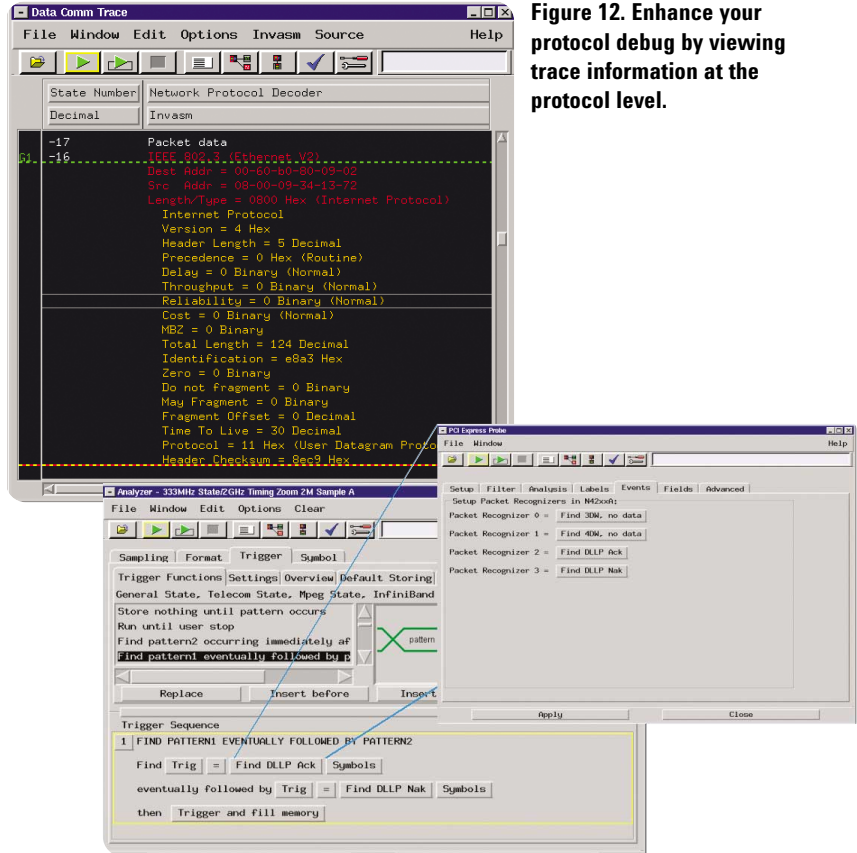 Data Comm Trace
File Window Edit Options Invasm Source Help
State Number Network Protocol Decoder
Decimal Invasm
-17 Packet data
G1 -16 IEEE 802.3 (Ethernet V2)
Dest Addr = 00-60-b0-80-09-02
Src Addr = 08-00-09-34-13-72
Length/Type = 0800 Hex (Internet Protocol)
Internet Protocol
Version = 4 Hex
Header Length = 5 Decimal
Precedence = 0 Hex (Routine)
Delay = 0 Binary (Normal)
Throughput = 0 Binary (Normal)
Reliability = 0 Binary (Normal)
Cost = 0 Binary (Normal)
MBZ = 0 Binary
Total Length = 124 Decimal
Identification = e8a3 Hex
Zero = 0 Binary
Do not fragment = 0 Binary
May Fragment = 0 Binary
Fragment Offset = 0 Decimal
Time To Live = 30 Decimal
Protocol = 11 Hex (User Datagram Proto
Header Checksum = 8ec9 Hex
Figure 12. Enhance your
protocol debug by viewing
trace information at the
protocol level.
PCI Express Probe
File Window Help
Setup Filter Analysis Labels Events Fields Advanced
Setup Packet Recognizers in N42xxA;
Packet Recognizer 0 = Find 3DW, no data
Packet Recognizer 1 = Find 4DW, no data
Packet Recognizer 2 = Find DLLP Ack
Packet Recognizer 3 = Find DLLP Nak
Apply Close
Analyzer - 333MHz State/2GHz Timing Zoom 2M Sample A
File Window Edit Options Clear
Sampling Format Trigger Symbol
Trigger Functions Settings Overview Default Storing
General State, Telecom State, Mpeg State, InfiniBand
Store nothing until pattern occurs
Run until user stop
Find pattern2 occurring immediately af
Find pattern1 eventually followed by p
pattern
Replace Insert before Insert
Trigger Sequence
1 FIND PATTERN1 EVENTUALLY FOLLOWED BY PATTERN2
Find Trig = Find DLLP Ack Symbols
eventually followed by Trig = Find DLLP Nak Symbols
then Trigger and fill memory